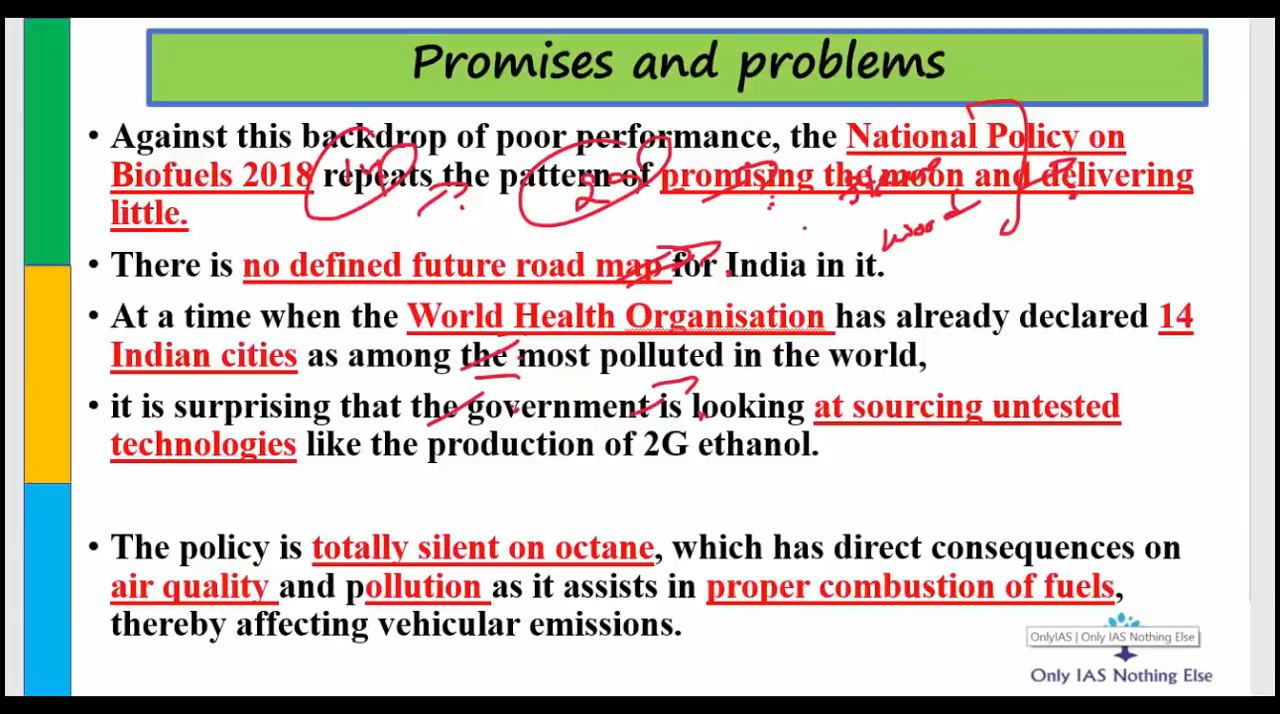 Promises and problems
• Against this backdrop of poor performance, the National Policy on
Biofuels 2018 repeats the pattern of promising the moon and delivering
little.
• There is no defined future road map for India in it.
• At a time when the World Health Organisation has already declared 14
Indian cities as among the most polluted in the world,
• it is surprising that the government is looking at sourcing untested
technologies like the production of 2G ethanol.
• The policy is totally silent on octane, which has direct consequences on
air quality and pollution as it assists in proper combustion of fuels,
thereby affecting vehicular emissions.
OnlyIAS | Only IAS Nothing Else
Only IAS Nothing Else